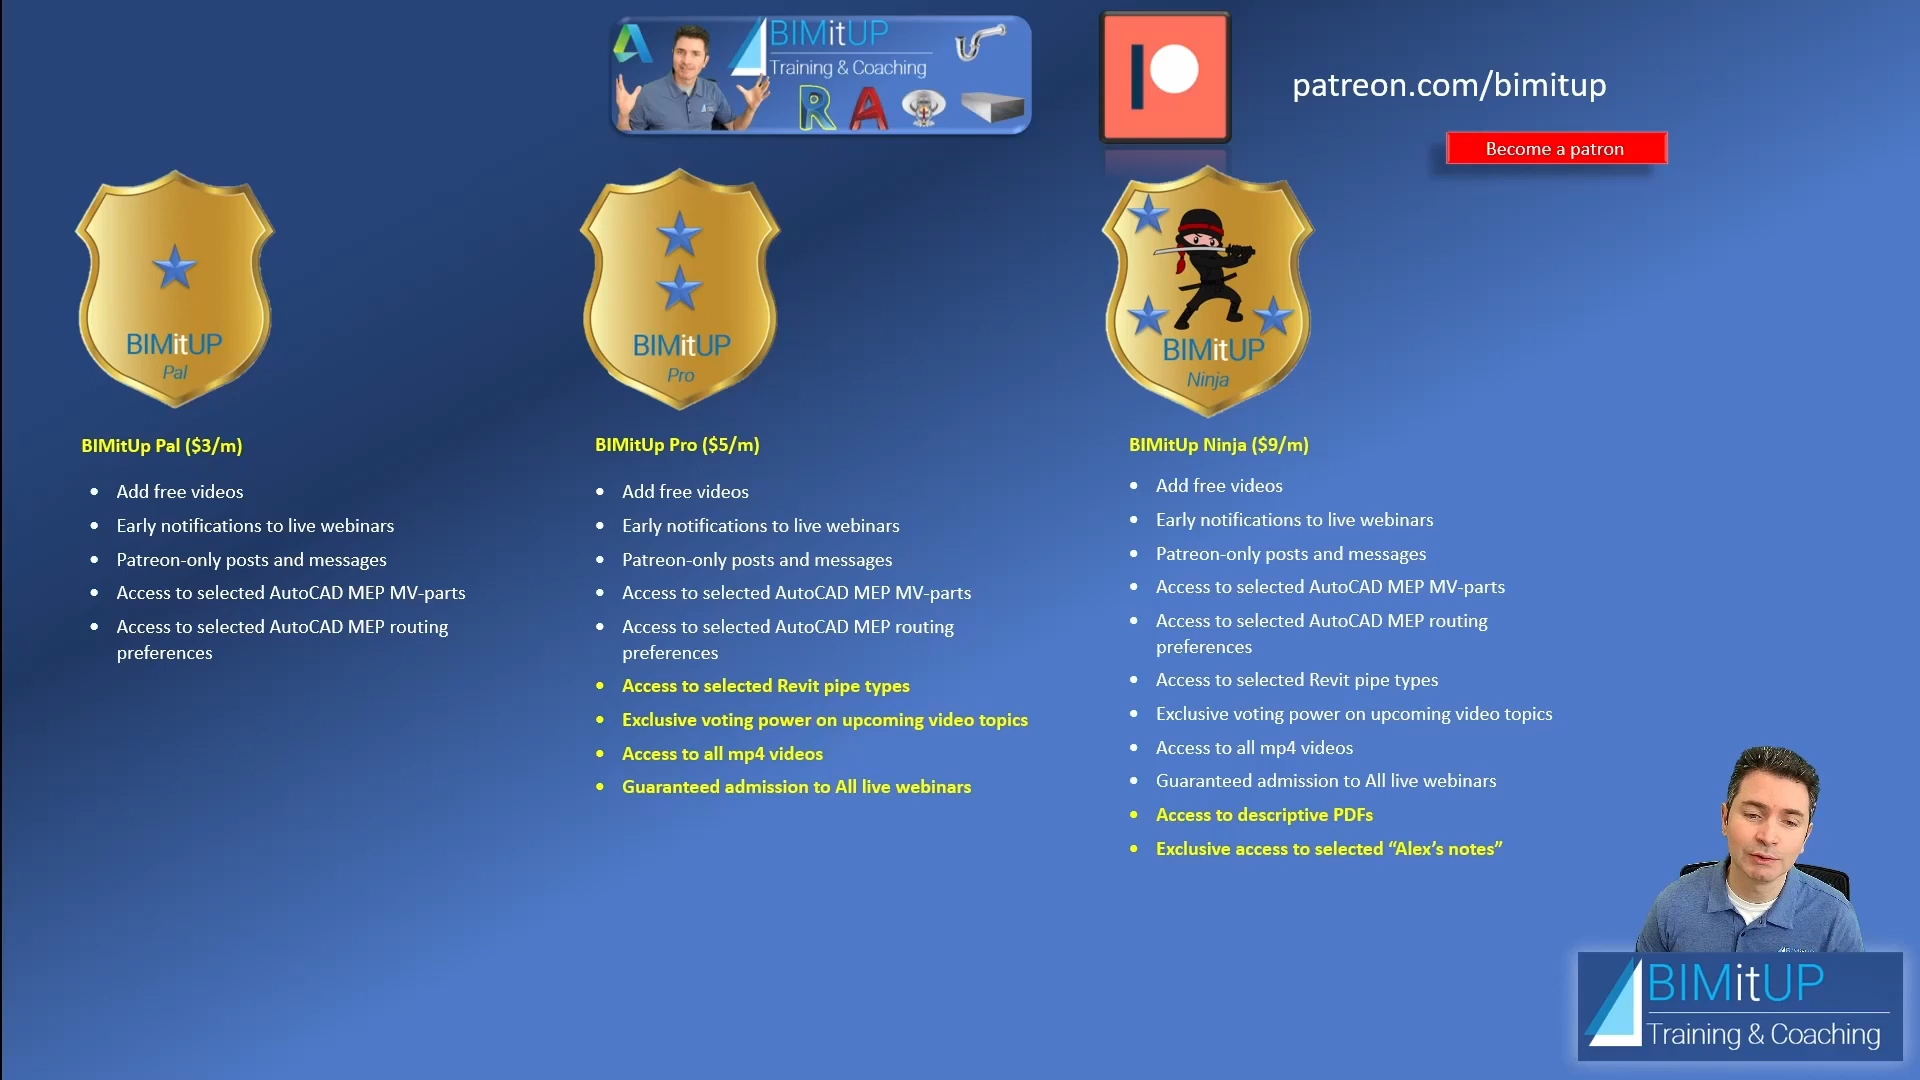 BIMitUP
Training & Coaching
R A
patreon.com/bimitup
Become a patron
BIMitUP
Pal
BIMitUP
Pro
BIMitUP
Ninja
BIMitUp Pal ($3/m)
• Add free videos
• Early notifications to live webinars
• Patreon-only posts and messages
• Access to selected AutoCAD MEP MV-parts
• Access to selected AutoCAD MEP routing
preferences
BIMitUp Pro ($5/m)
• Add free videos
• Early notifications to live webinars
• Patreon-only posts and messages
• Access to selected AutoCAD MEP MV-parts
• Access to selected AutoCAD MEP routing
preferences
• Access to selected Revit pipe types
• Exclusive voting power on upcoming video topics
• Access to all mp4 videos
• Guaranteed admission to All live webinars
BIMitUp Ninja ($9/m)
• Add free videos
• Early notifications to live webinars
• Patreon-only posts and messages
• Access to selected AutoCAD MEP MV-parts
• Access to selected AutoCAD MEP routing
preferences
• Access to selected Revit pipe types
• Exclusive voting power on upcoming video topics
• Access to all mp4 videos
• Guaranteed admission to All live webinars
• Access to descriptive PDFs
• Exclusive access to selected “Alex’s notes”
BIMitUP
Training & Coaching